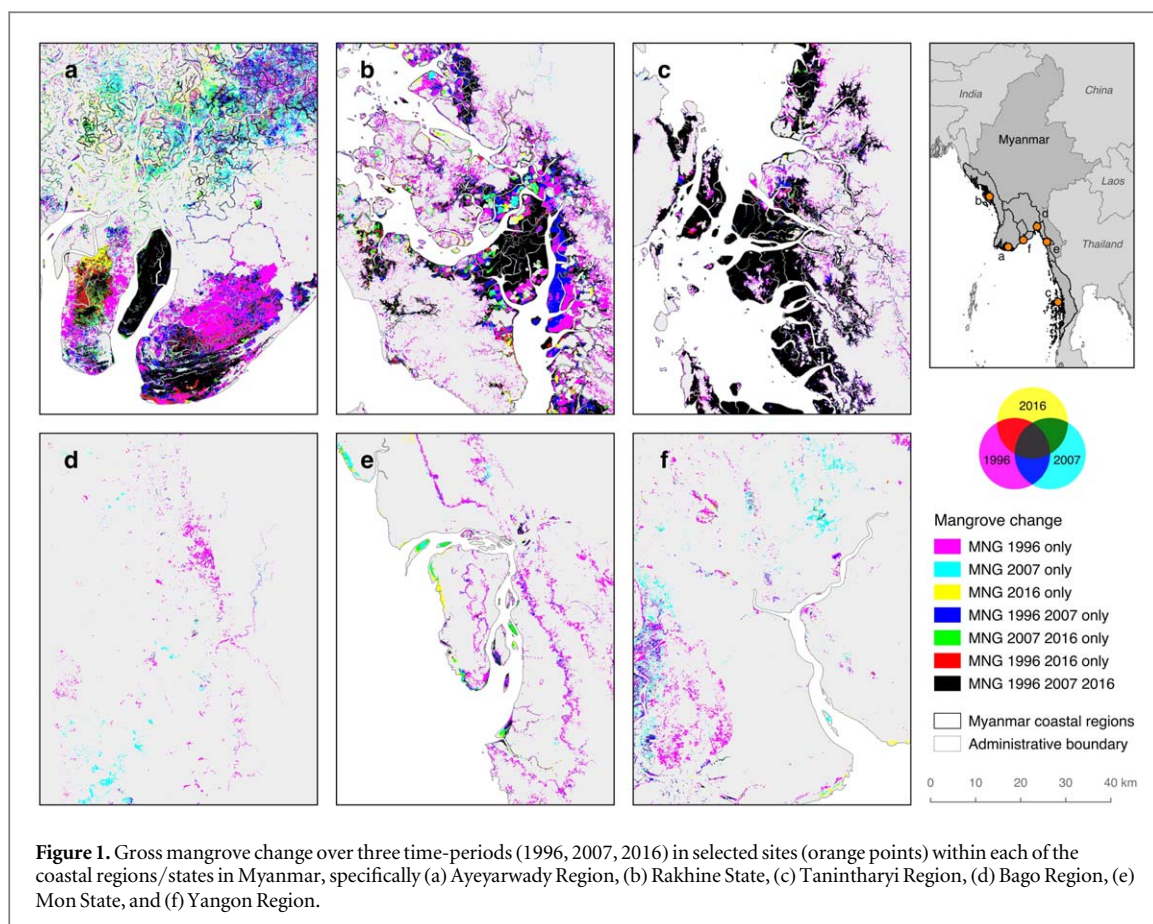 a
b
c
India
China
Myanmar
Laos
Thailand
b
d
a
f
e
c
d
e
f
2016
1996
2007
Mangrove change
MNG 1996 only
MNG 2007 only
MNG 2016 only
MNG 1996 2007 only
MNG 2007 2016 only
MNG 1996 2016 only
MNG 1996 2007 2016
Myanmar coastal regions
Administrative boundary
0 10 20 30 40 km
Figure 1. Gross mangrove change over three time-periods (1996, 2007, 2016) in selected sites (orange points) within each of the
coastal regions/states in Myanmar, specifically (a) Ayeyarwady Region, (b) Rakhine State, (c) Tanintharyi Region, (d) Bago Region, (e)
Mon State, and (f) Yangon Region.